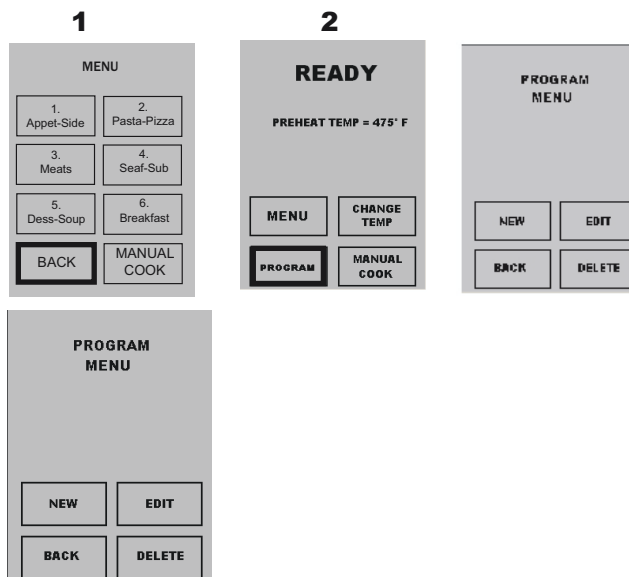 1
MENU
1.
Appet-Side
2.
Pasta-Pizza
3.
Meats
4.
Seaf-Sub
5.
Dess-Soup
6.
Breakfast
BACK
MANUAL
COOK
2
READY
PREHEAT TEMP = 475° F
MENU
CHANGE
TEMP
PROGRAM
MANUAL
COOK
PROGRAM
MENU
NEW
EDIT
BACK
DELETE
PROGRAM
MENU
NEW
EDIT
BACK
DELETE